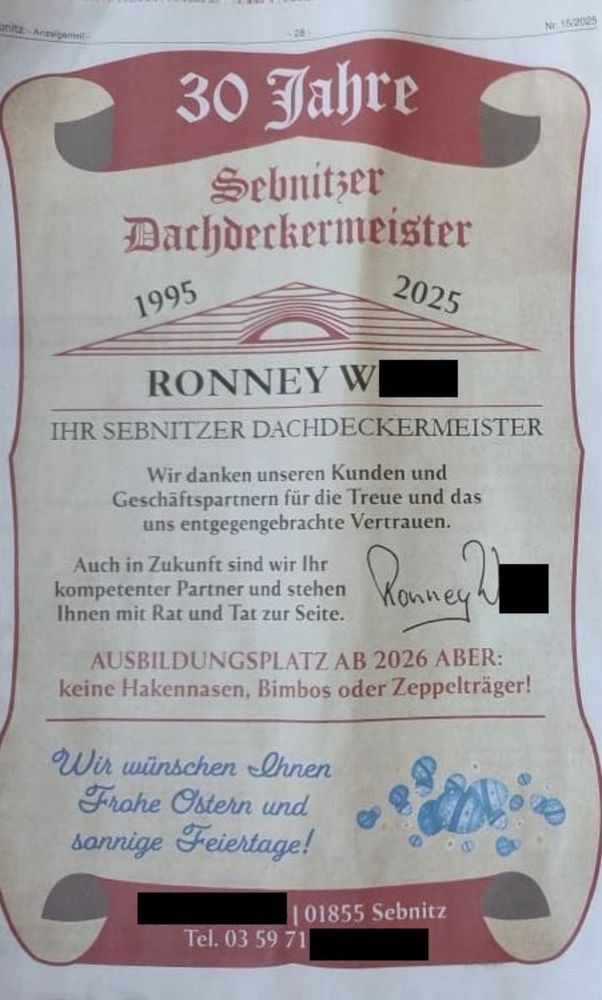 bnitz - Anzeigenteil -
- 28 -
Nr. 15/2025
30 Jahre
Sebnitzer
Dachdeckermeister
1995
2025
RONNEY W
IHR SEBNITZER DACHDECKERMEISTER
Wir danken unseren Kunden und
Geschäftspartnern für die Treue und das
uns entgegengebrachte Vertrauen.
Auch in Zukunft sind wir Ihr
kompetenter Partner und stehen
Ihnen mit Rat und Tat zur Seite.
Ronney W
AUSBILDUNGSPLATZ AB 2026 ABER:
keine Hakennasen, Bimbos oder Zeppelträger!
Wir wünschen Ihnen
Frohe Ostern und
sonnige Feiertage!
| 01855 Sebnitz
Tel. 03 59 71